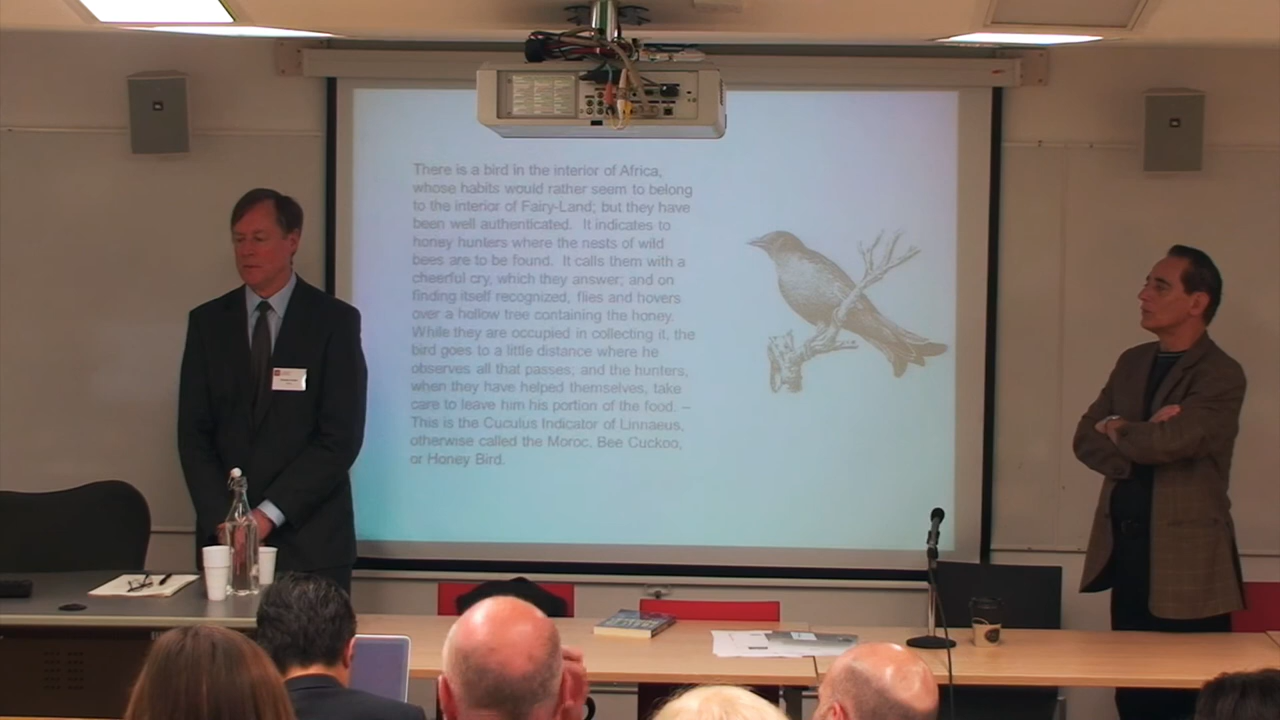 There is a bird in the interior of Africa,
whose habits would rather seem to belong
to the interior of Fairy-Land; but they have
been well authenticated. It indicates to
honey hunters where the nests of wild
bees are to be found. It calls them with a
cheerful cry, which they answer; and on
finding itself recognized, flies and hovers
over a hollow tree containing the honey.
While they are occupied in collecting it, the
bird goes to a little distance where he
observes all that passes; and the hunters,
when they have helped themselves, take
care to leave him his portion of the food. –
This is the Cuculus Indicator of Linnaeus,
otherwise called the Moroc, Bee Cuckoo,
or Honey Bird.